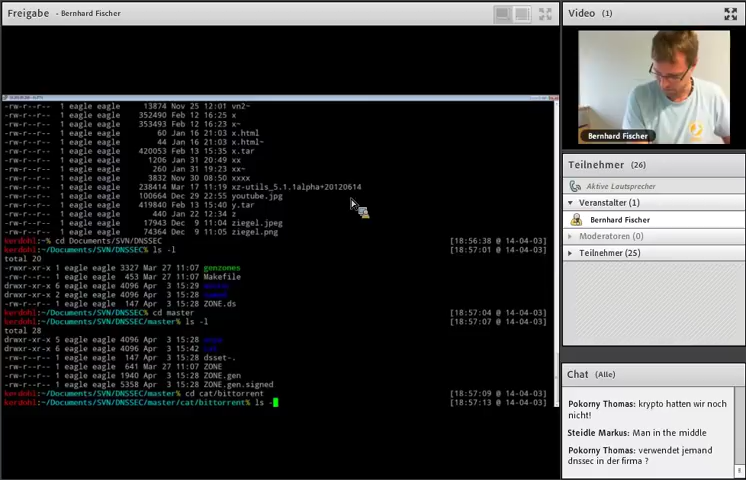 Freigabe - Bernhard Fischer
-rw-r--r-- 1 eagle eagle 13874 Nov 25 12:01 vn2~
-rw-r--r-- 1 eagle eagle 352490 Feb 12 16:25 x
-rw-r--r-- 1 eagle eagle 353493 Feb 12 16:23 x~
-rw-r--r-- 1 eagle eagle 60 Jan 16 21:03 x.html
-rw-r--r-- 1 eagle eagle 44 Jan 16 21:03 x.html~
-rw-r--r-- 1 eagle eagle 420053 Feb 13 15:35 x.tar
-rw-r--r-- 1 eagle eagle 1206 Jan 31 20:49 xx
-rw-r--r-- 1 eagle eagle 260 Jan 31 19:23 xx~
-rw-r--r-- 1 eagle eagle 3832 Nov 30 08:50 xxxx
-rw-r--r-- 1 eagle eagle 238414 Mar 17 11:19 xz-utils_5.1.1alpha+20120614
-rw-r--r-- 1 eagle eagle 100664 Dec 29 22:55 youtube.jpg
-rw-r--r-- 1 eagle eagle 419840 Feb 13 15:40 y.tar
-rw-r--r-- 1 eagle eagle 440 Jan 22 12:34 z
-rw-r--r-- 1 eagle eagle 17943 Dec 9 11:04 ziegel.jpeg
-rw-r--r-- 1 eagle eagle 74364 Dec 9 11:05 ziegel.png
kerdohl:~% cd Documents/SVN/DNSSEC [18:56:38 @ 14-04-03]
kerdohl:~/Documents/SVN/DNSSEC% ls -l [18:57:01 @ 14-04-03]
total 20
-rwxr-xr-x 1 eagle eagle 3327 Mar 27 11:07 genzones
-rw-r--r-- 1 eagle eagle 453 Mar 27 11:07 Makefile
drwxr-xr-x 6 eagle eagle 4096 Apr 3 15:29
drwxr-xr-x 2 eagle eagle 4096 Apr 3 15:28
-rw-r--r-- 1 eagle eagle 147 Apr 3 15:28 ZONE.ds
kerdohl:~/Documents/SVN/DNSSEC% cd master [18:57:04 @ 14-04-03]
kerdohl:~/Documents/SVN/DNSSEC/master% ls -l [18:57:07 @ 14-04-03]
total 28
drwxr-xr-x 5 eagle eagle 4096 Apr 3 15:28
drwxr-xr-x 6 eagle eagle 4096 Apr 3 15:42
-rw-r--r-- 1 eagle eagle 147 Apr 3 15:28 dsset-.
-rw-r--r-- 1 eagle eagle 641 Mar 27 11:07 ZONE
-rw-r--r-- 1 eagle eagle 1940 Apr 3 15:28 ZONE.gen
-rw-r--r-- 1 eagle eagle 5358 Apr 3 15:28 ZONE.gen.signed
kerdohl:~/Documents/SVN/DNSSEC/master% cd cat/bittorrent [18:57:09 @ 14-04-03]
kerdohl:~/Documents/SVN/DNSSEC/master/cat/bittorrent% ls - [18:57:13 @ 14-04-03]
Video (1)
Bernhard Fischer
Teilnehmer (26)
Aktive Lautsprecher
Veranstalter (1)
Bernhard Fischer
Moderatoren (0)
Teilnehmer (25)
Chat (Alle)
Pokorny Thomas: krypto hatten wir noch
nicht!
Steidle Markus: Man in the middle
Pokorny Thomas: verwendet jemand
dnssec in der firma ?